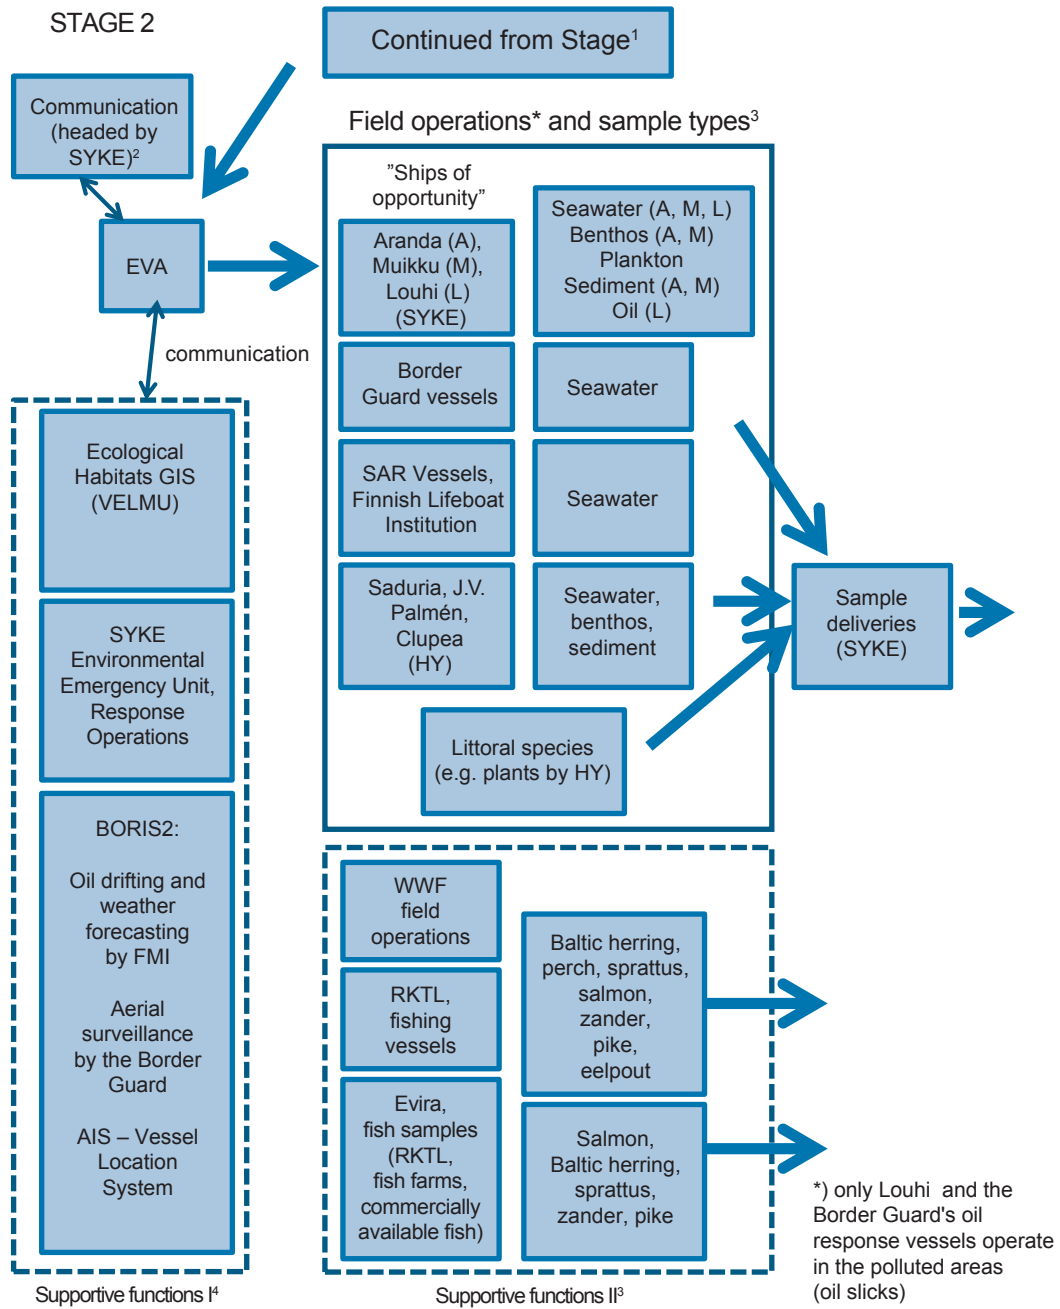 STAGE 2
Continued from Stage¹
Communication
(headed by
SYKE)²
EVA
communication
Field operations* and sample types³
”Ships of
opportunity”
Aranda (A),
Muikku (M),
Louhi (L)
(SYKE)
Seawater (A, M, L)
Benthos (A, M)
Plankton
Sediment (A, M)
Oil (L)
Border
Guard vessels
Seawater
SAR Vessels,
Finnish Lifeboat
Institution
Seawater
Saduria, J.V.
Palmén,
Clupea
(HY)
Seawater,
benthos,
sediment
Littoral species
(e.g. plants by HY)
Sample
deliveries
(SYKE)
Ecological
Habitats GIS
(VELMU)
SYKE
Environmental
Emergency Unit,
Response
Operations
BORIS2:
Oil drifting and
weather
forecasting
by FMI
Aerial
surveillance
by the Border
Guard
AIS – Vessel
Location
System
Supportive functions I⁴
WWF
field
operations
RKTL,
fishing
vessels
Baltic herring,
perch, sprattus,
salmon,
zander,
pike,
eelpout
Evira,
fish samples
(RKTL,
fish farms,
commercially
available fish)
Salmon,
Baltic herring,
sprattus,
zander, pike
Supportive functions II³
*) only Louhi and the
Border Guard's oil
response vessels operate
in the polluted areas
(oil slicks)